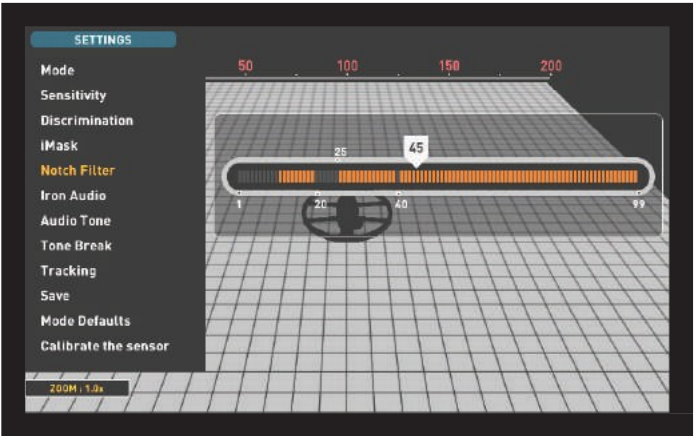 SETTINGS
50 100 150 200
Mode
Sensitivity
Discrimination
iMask
Notch Filter
Iron Audio
Audio Tone
Tone Break
Tracking
Save
Mode Defaults
Calibrate the sensor
25 45
1 20 40 99
ZOOM : 1.0x